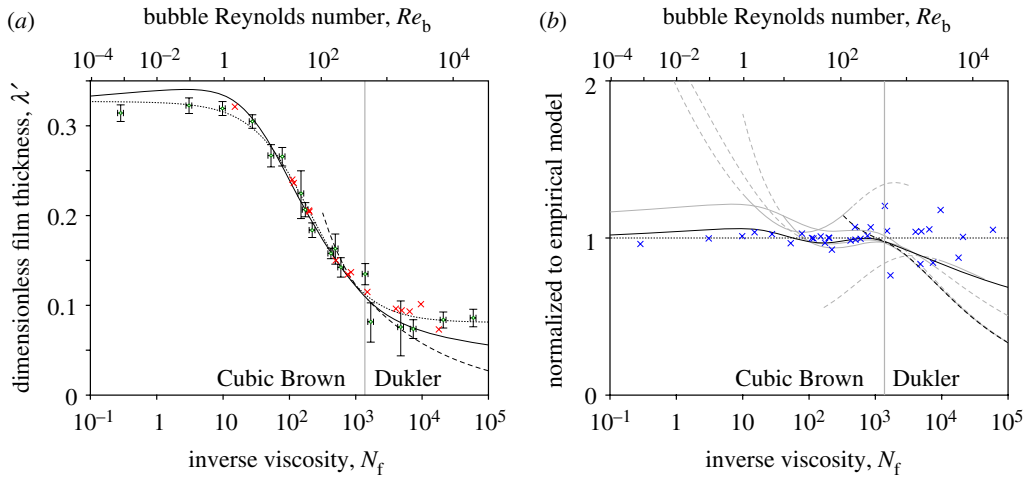 (a)
bubble Reynolds number, Re_b
10^−4 10^−2 1 10^2 10^4
dimensionless film thickness, λ′
0.3
0.2
0.1
0
Cubic Brown Dukler
10^−1 1 10 10^2 10^3 10^4 10^5
inverse viscosity, N_f
(b)
bubble Reynolds number, Re_b
10^−4 10^−2 1 10^2 10^4
normalized to empirical model
2
1
0
Cubic Brown Dukler
10^−1 1 10 10^2 10^3 10^4 10^5
inverse viscosity, N_f